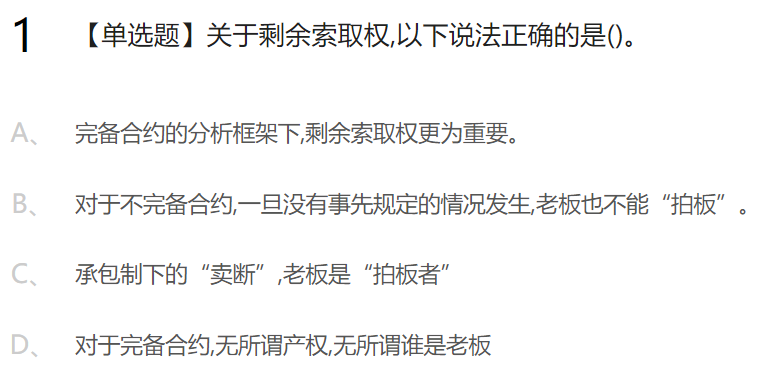 1 【单选题】关于剩余索取权,以下说法正确的是()。
A、 完备合约的分析框架下,剩余索取权更为重要。
B、 对于不完备合约,一旦没有事先规定的情况发生,老板也不能“拍板”。
C、 承包制下的“卖断”,老板是“拍板者”
D、 对于完备合约,无所谓产权,无所谓谁是老板